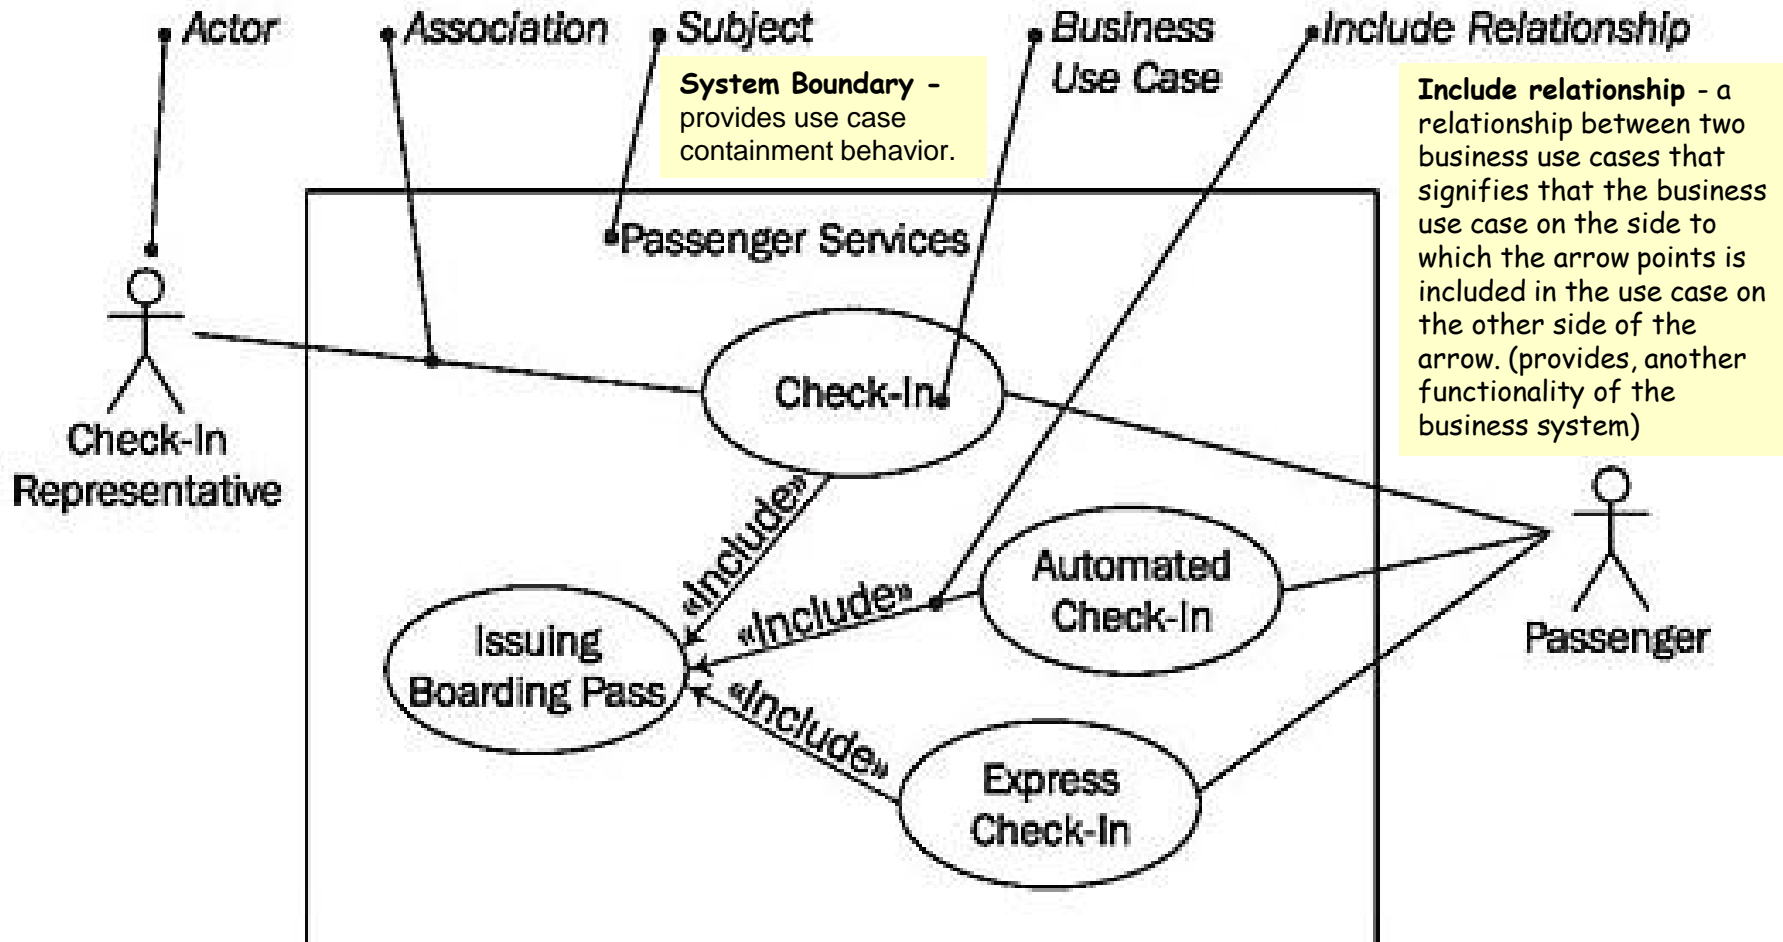 Actor
Association
Subject
Business
Use Case
Include Relationship
System Boundary -
provides use case
containment behavior.
Include relationship - a
relationship between two
business use cases that
signifies that the business
use case on the side to
which the arrow points is
included in the use case on
the other side of the
arrow. (provides, another
functionality of the
business system)
Passenger Services
Check-In
Check-In
Representative
«Include»
Automated
Check-In
«Include»
Passenger
Issuing
Boarding Pass
«Include»
Express
Check-In